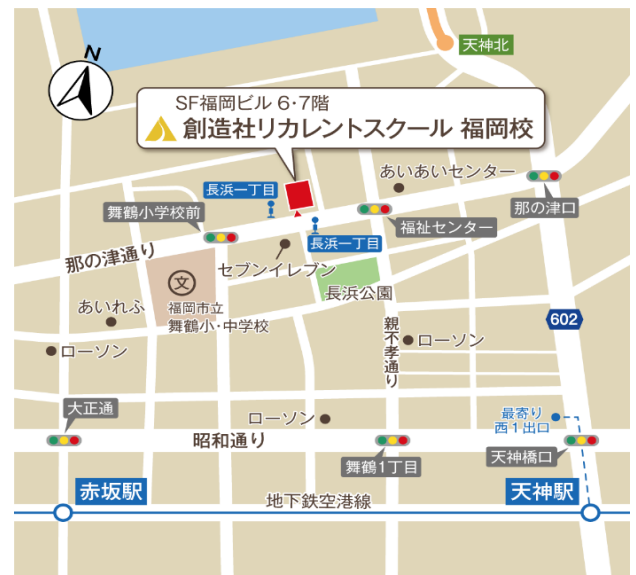 N
天神北
SF福岡ビル 6・7階
創造社リカレントスクール 福岡校
あいあいセンター
長浜一丁目
舞鶴小学校前
那の津口
福祉センター
長浜一丁目
那の津通り
セブンイレブン
文
長浜公園
あいれふ
福岡市立
舞鶴小・中学校
602
親不孝通り
ローソン
ローソン
大正通
ローソン
最寄り
西1出口
昭和通り
舞鶴1丁目
天神橋口
赤坂駅
地下鉄空港線
天神駅